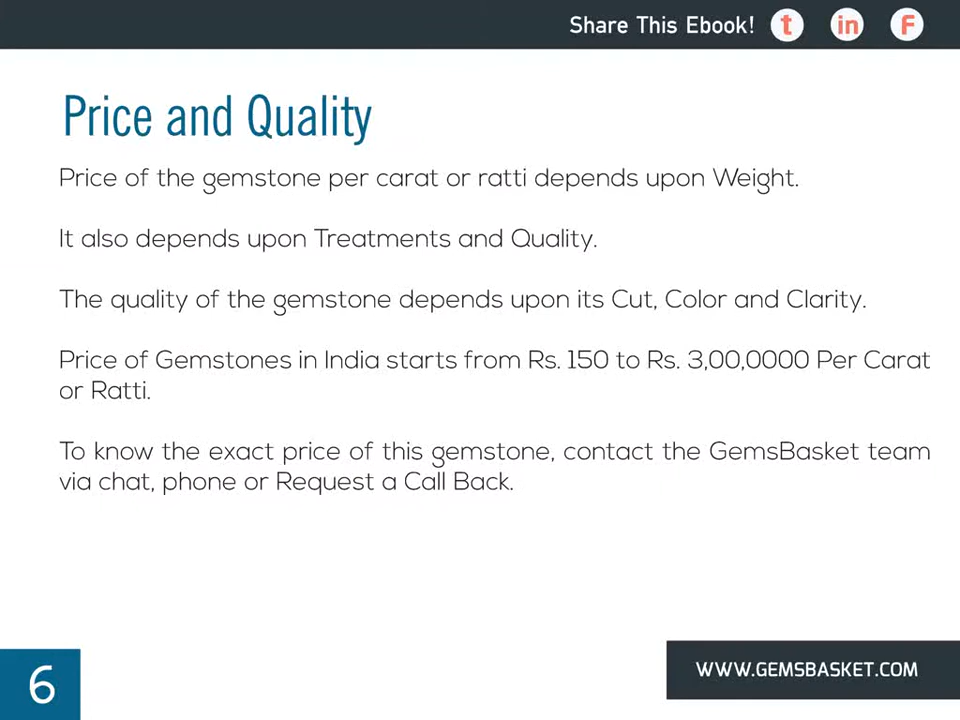 Share This Ebook! t in F
Price and Quality
Price of the gemstone per carat or ratti depends upon Weight.
It also depends upon Treatments and Quality.
The quality of the gemstone depends upon its Cut, Color and Clarity.
Price of Gemstones in India starts from Rs. 150 to Rs. 3,00,0000 Per Carat
or Ratti.
To know the exact price of this gemstone, contact the GemsBasket team
via chat, phone or Request a Call Back.
6
WWW.GEMSBASKET.COM